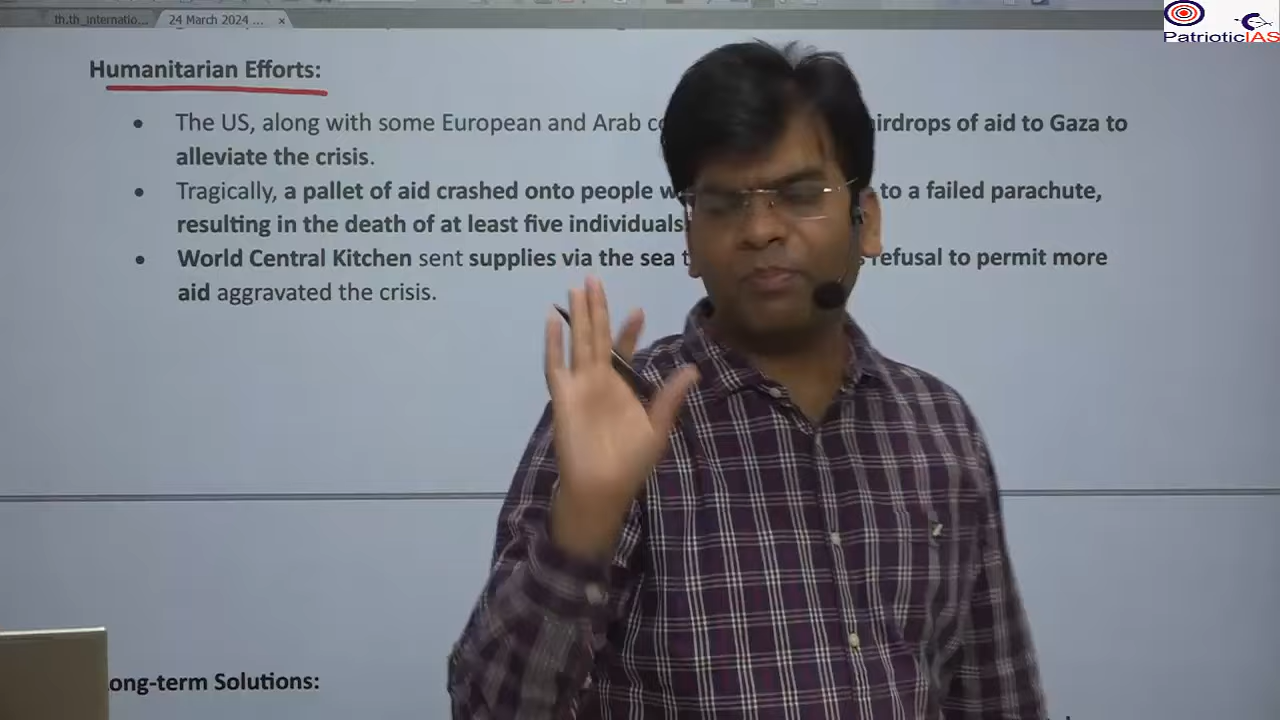 th.th_internatio...
24 March 2024 ...
×
PatrioticIAS
Humanitarian Efforts:
• The US, along with some European and Arab irdrops of aid to Gaza to
alleviate the crisis.
• Tragically, a pallet of aid crashed onto people to a failed parachute,
resulting in the death of at least five individuals
• World Central Kitchen sent supplies via the sea refusal to permit more
aid aggravated the crisis.
ong-term Solutions: